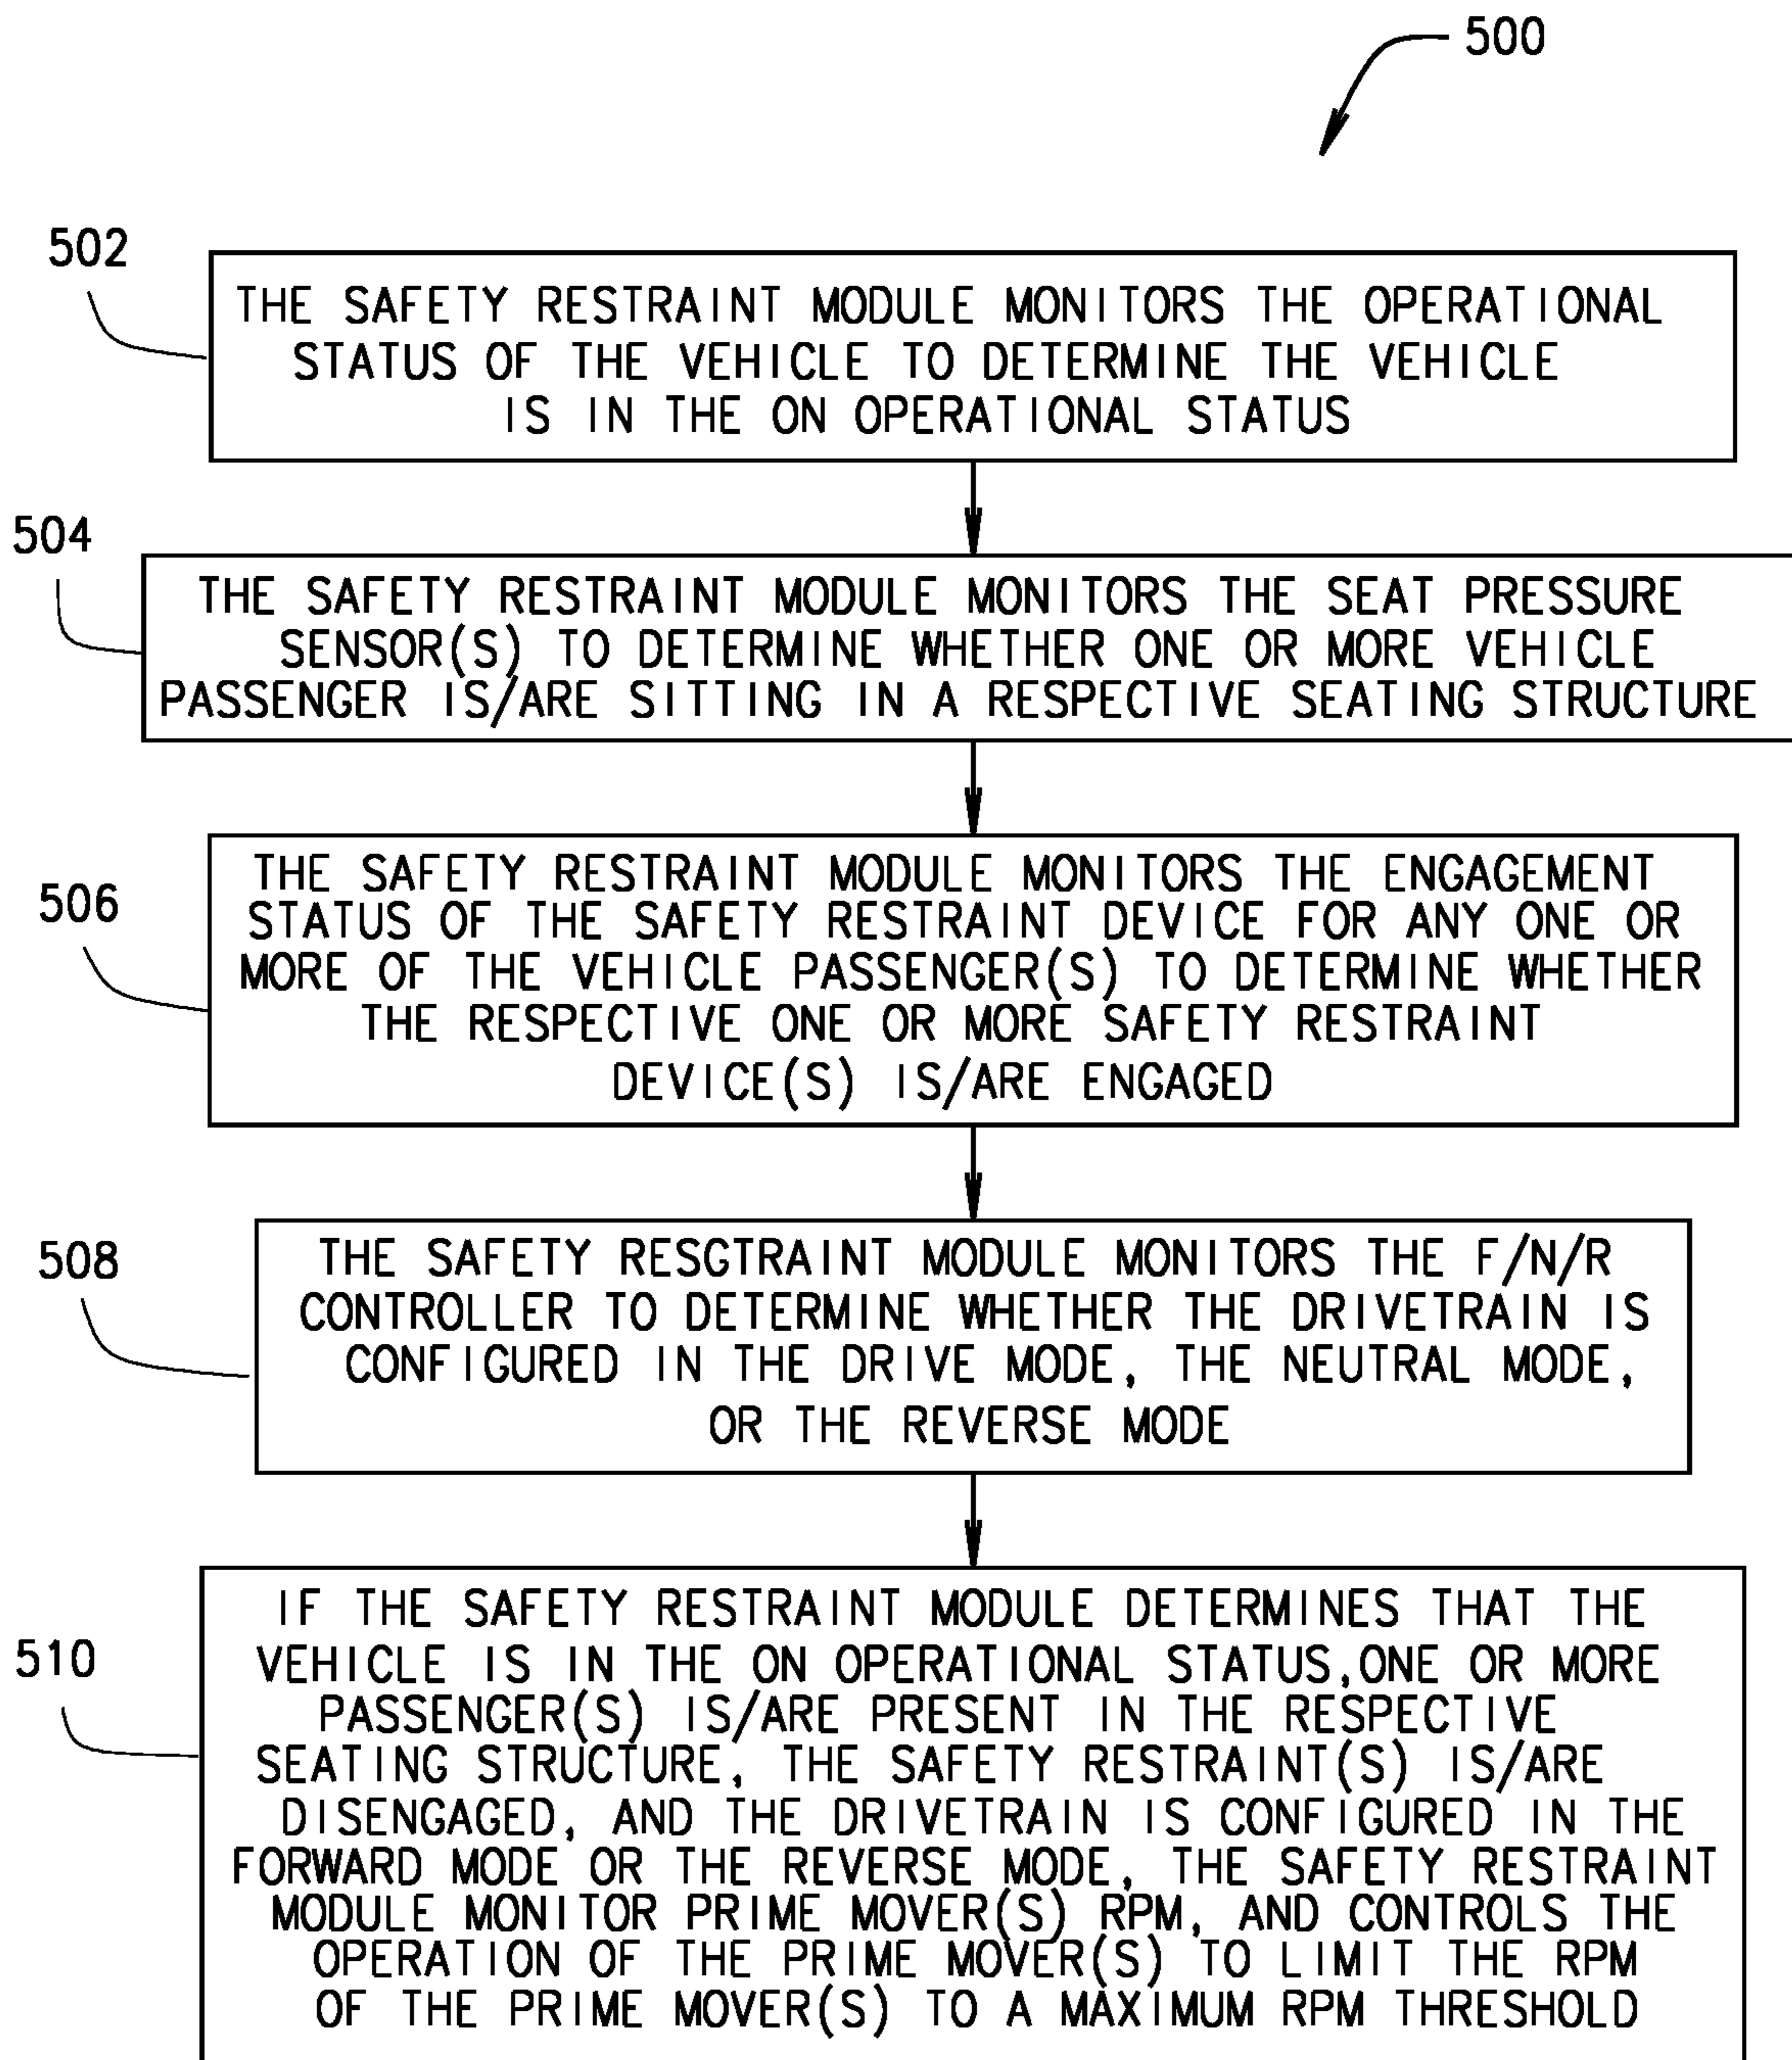 500
502
THE SAFETY RESTRAINT MODULE MONITORS THE OPERATIONAL
STATUS OF THE VEHICLE TO DETERMINE THE VEHICLE
IS IN THE ON OPERATIONAL STATUS
504
THE SAFETY RESTRAINT MODULE MONITORS THE SEAT PRESSURE
SENSOR(S) TO DETERMINE WHETHER ONE OR MORE VEHICLE
PASSENGER IS/ARE SITTING IN A RESPECTIVE SEATING STRUCTURE
506
THE SAFETY RESTRAINT MODULE MONITORS THE ENGAGEMENT
STATUS OF THE SAFETY RESTRAINT DEVICE FOR ANY ONE OR
MORE OF THE VEHICLE PASSENGER(S) TO DETERMINE WHETHER
THE RESPECTIVE ONE OR MORE SAFETY RESTRAINT
DEVICE(S) IS/ARE ENGAGED
508
THE SAFETY RESGTRAINT MODULE MONITORS THE F/N/R
CONTROLLER TO DETERMINE WHETHER THE DRIVETRAIN IS
CONFIGURED IN THE DRIVE MODE, THE NEUTRAL MODE,
OR THE REVERSE MODE
510
IF THE SAFETY RESTRAINT MODULE DETERMINES THAT THE
VEHICLE IS IN THE ON OPERATIONAL STATUS,ONE OR MORE
PASSENGER(S) IS/ARE PRESENT IN THE RESPECTIVE
SEATING STRUCTURE, THE SAFETY RESTRAINT(S) IS/ARE
DISENGAGED, AND THE DRIVETRAIN IS CONFIGURED IN THE
FORWARD MODE OR THE REVERSE MODE, THE SAFETY RESTRAINT
MODULE MONITOR PRIME MOVER(S) RPM, AND CONTROLS THE
OPERATION OF THE PRIME MOVER(S) TO LIMIT THE RPM
OF THE PRIME MOVER(S) TO A MAXIMUM RPM THRESHOLD